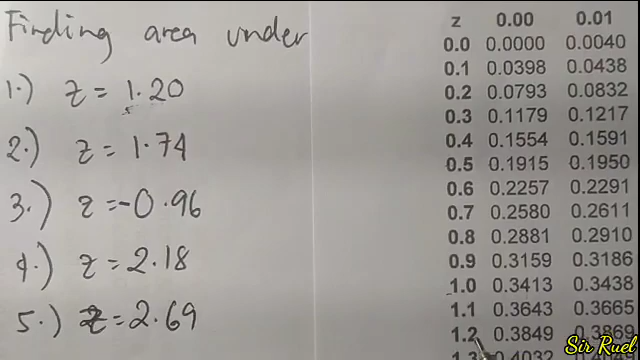 Finding area under
1.) z = 1.20
2.) z = 1.74
3.) z = -0.96
4.) z = 2.18
5.) z = 2.69
z 0.00 0.01
0.0 0.0000 0.0040
0.1 0.0398 0.0438
0.2 0.0793 0.0832
0.3 0.1179 0.1217
0.4 0.1554 0.1591
0.5 0.1915 0.1950
0.6 0.2257 0.2291
0.7 0.2580 0.2611
0.8 0.2881 0.2910
0.9 0.3159 0.3186
1.0 0.3413 0.3438
1.1 0.3643 0.3665
1.2 0.3849 0.3869
Sir Ruel